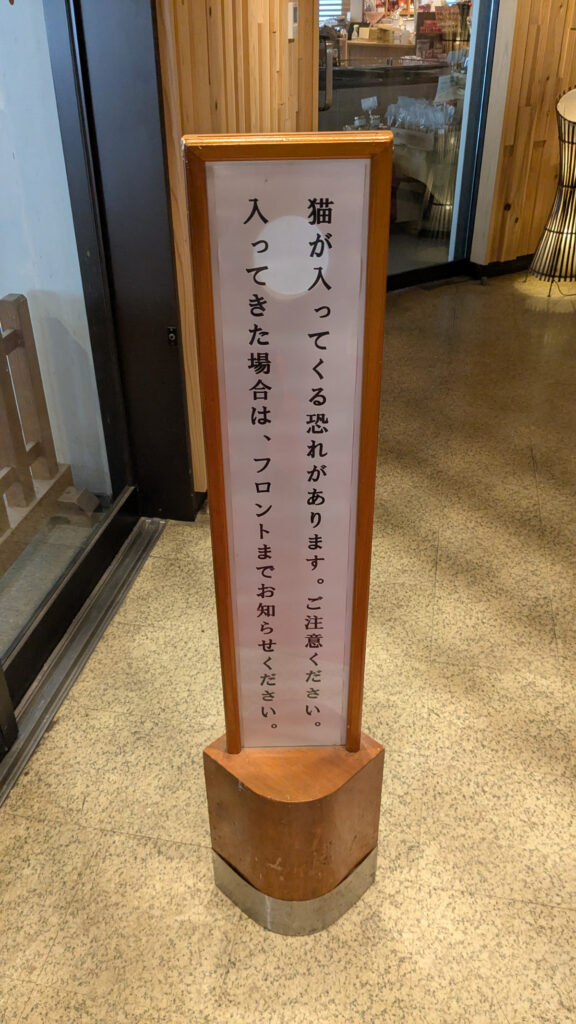 猫が入ってくる恐れがあります。ご注意ください。
入ってきた場合は、フロントまでお知らせください。